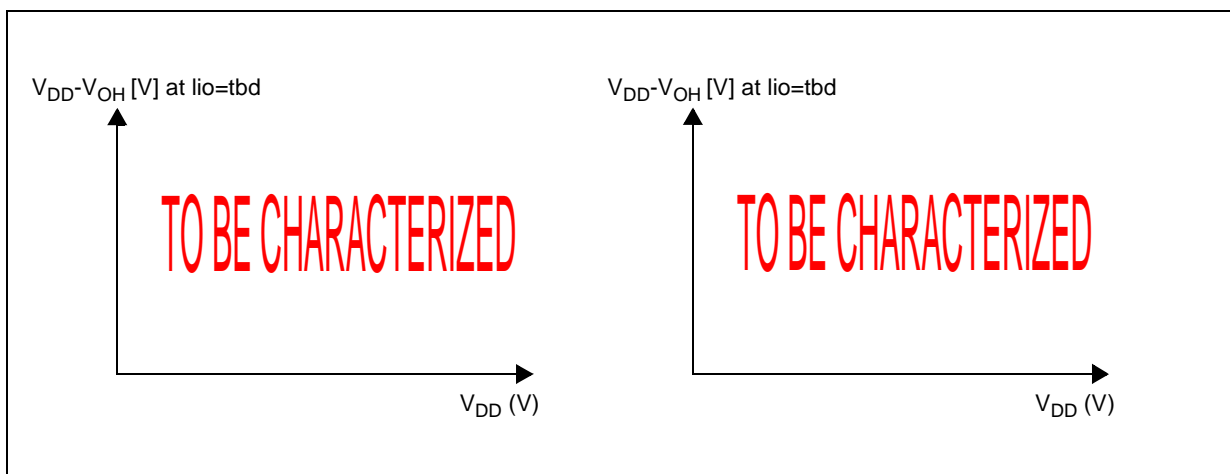 VDD-VOH [V] at Iio=tbd
TO BE CHARACTERIZED
VDD (V)
VDD-VOH [V] at Iio=tbd
TO BE CHARACTERIZED
VDD (V)